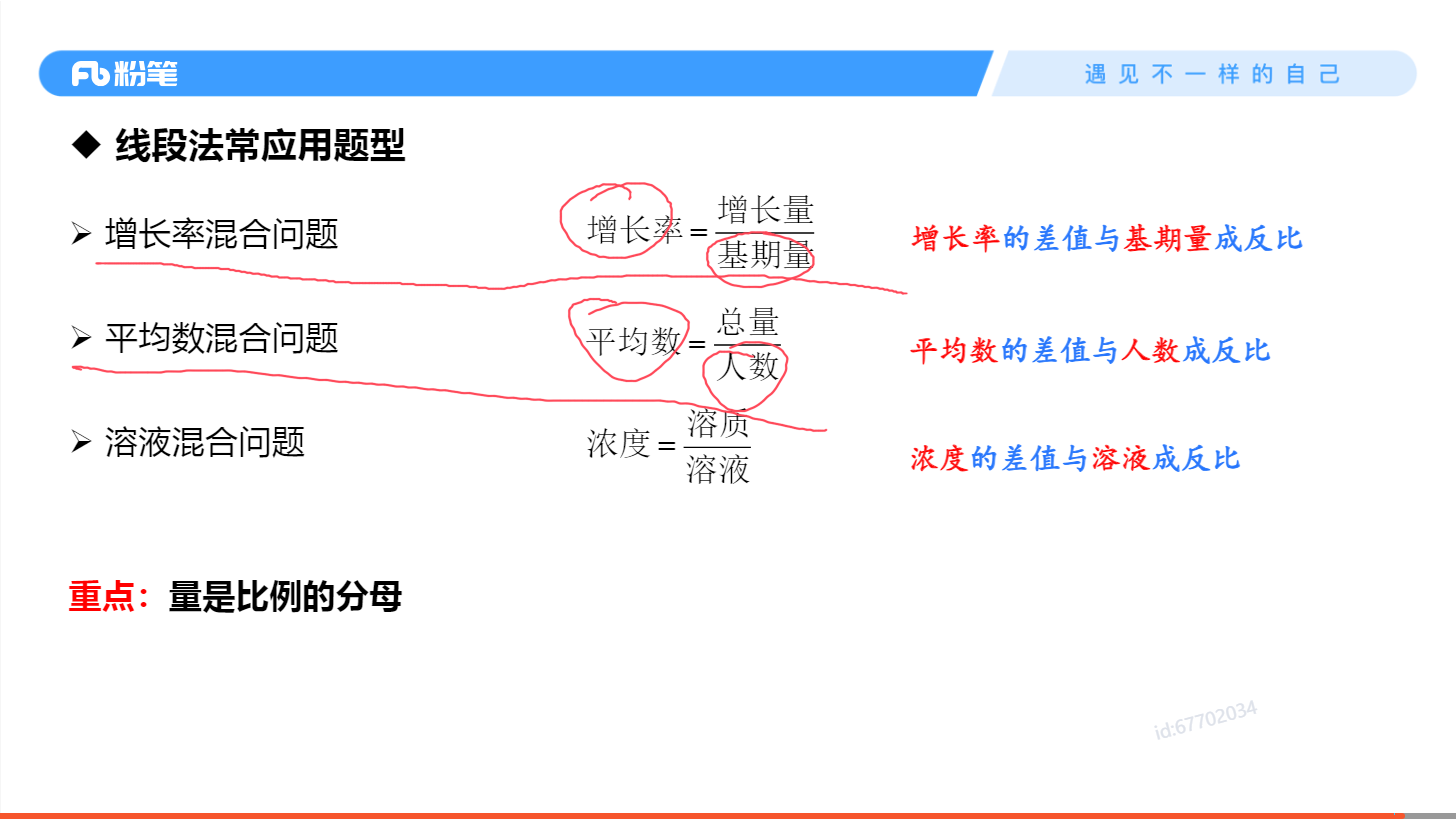 粉笔
遇见不一样的自己
◆ 线段法常应用题型
➢ 增长率混合问题
增长率=增长量/基期量
增长率的差值与基期量成反比
➢ 平均数混合问题
平均数=总量/人数
平均数的差值与人数成反比
➢ 溶液混合问题
浓度=溶质/溶液
浓度的差值与溶液成反比
重点：量是比例的分母
id:67702034